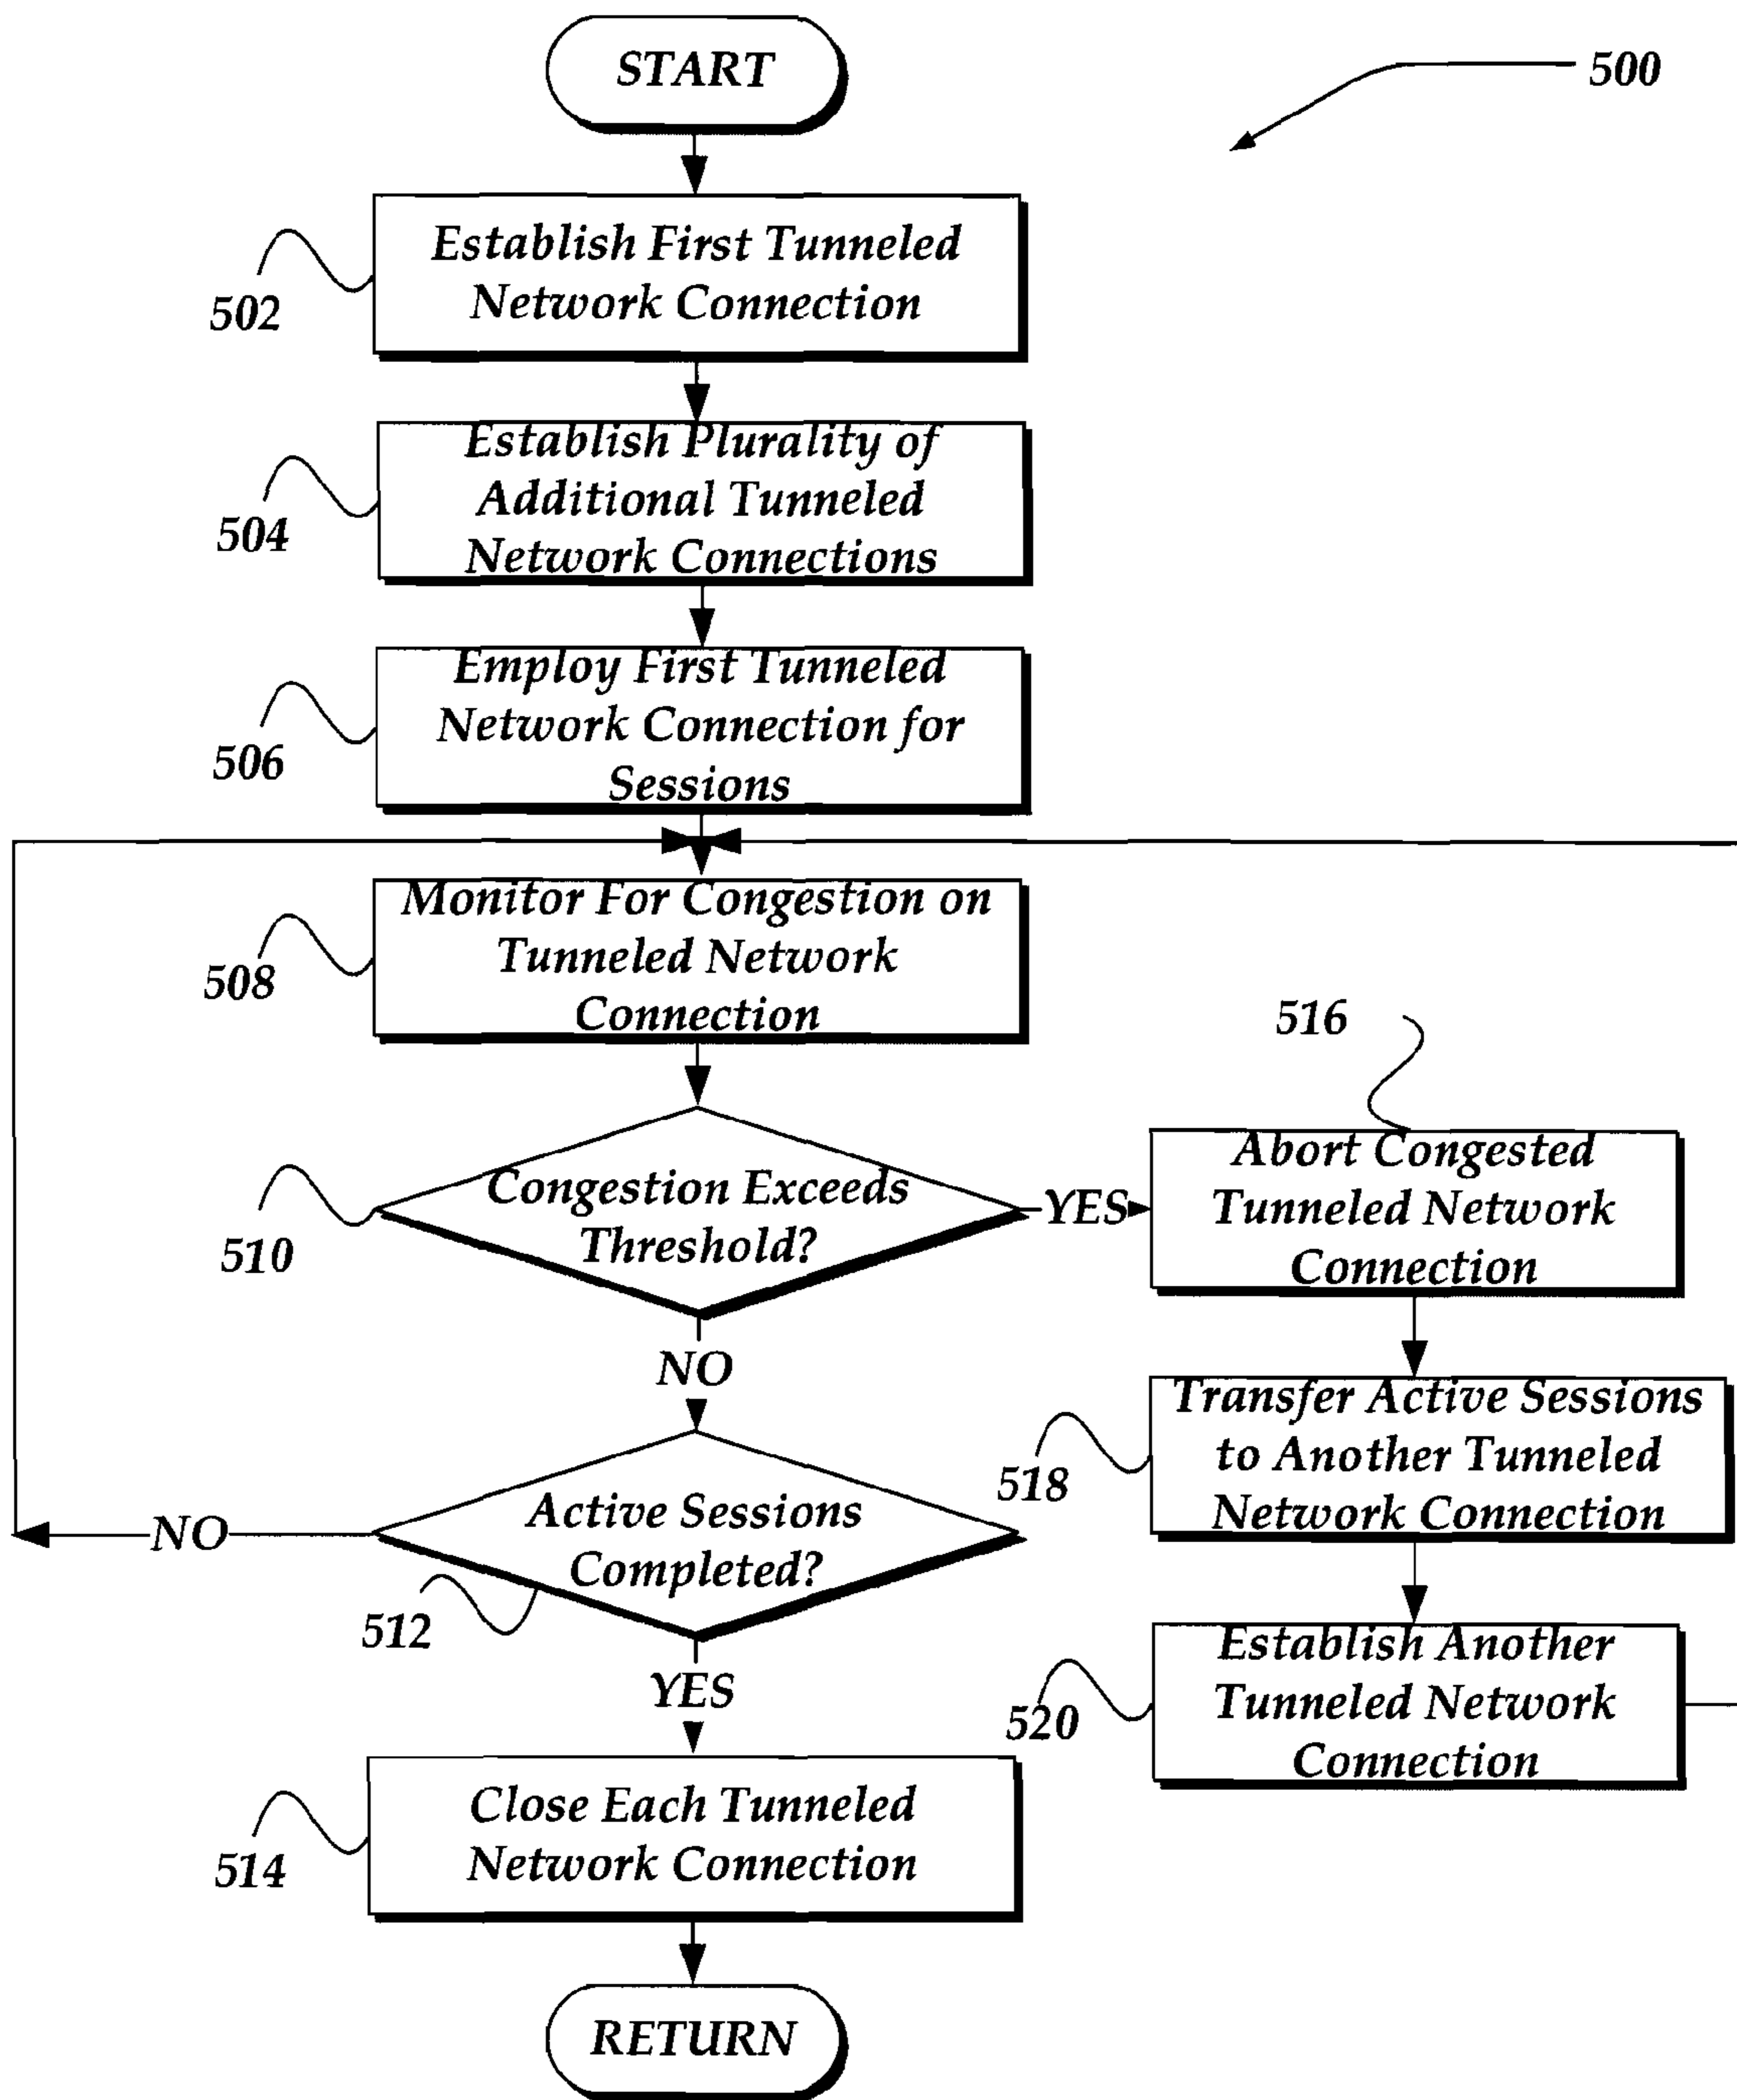 START
500
Establish First Tunneled
Network Connection
502
Establish Plurality of
Additional Tunneled
Network Connections
504
Employ First Tunneled
Network Connection for
Sessions
506
Monitor For Congestion on
Tunneled Network
Connection
508
Congestion Exceeds
Threshold?
510
YES
516
Abort Congested
Tunneled Network
Connection
NO
Transfer Active Sessions
to Another Tunneled
Network Connection
518
Active Sessions
Completed?
NO
512
Establish Another
Tunneled Network
Connection
520
YES
Close Each Tunneled
Network Connection
514
RETURN